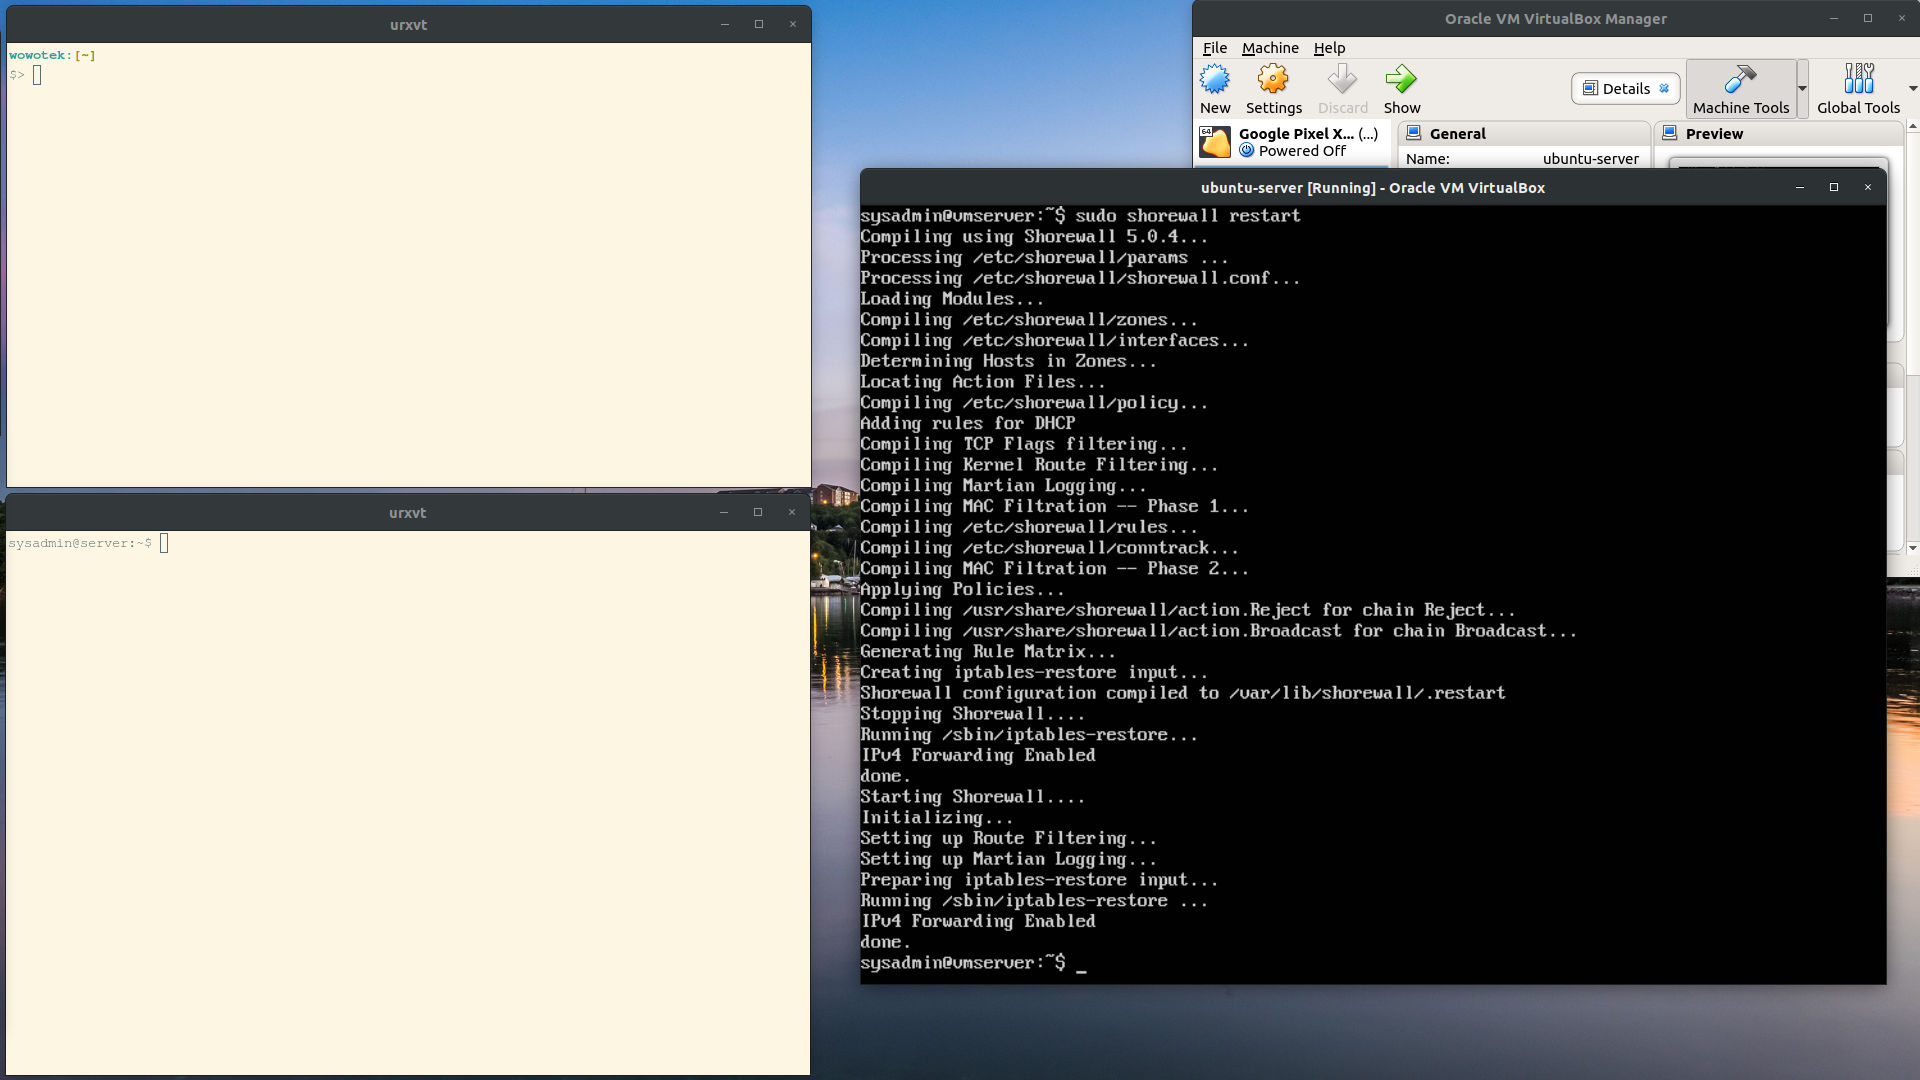 urxvt
wowotek:[~]
$>
urxvt
sysadmin@server:~$
Oracle VM VirtualBox Manager
File Machine Help
New Settings Discard Show Details Machine Tools Global Tools
64 Google Pixel X... (...)
Powered Off
General
Name: ubuntu-server
Preview
ubuntu-server [Running] - Oracle VM VirtualBox
sysadmin@vmserver:~$ sudo shorewall restart
Compiling using Shorewall 5.0.4...
Processing /etc/shorewall/params ...
Processing /etc/shorewall/shorewall.conf...
Loading Modules...
Compiling /etc/shorewall/zones...
Compiling /etc/shorewall/interfaces...
Determining Hosts in Zones...
Locating Action Files...
Compiling /etc/shorewall/policy...
Adding rules for DHCP
Compiling TCP Flags filtering...
Compiling Kernel Route Filtering...
Compiling Martian Logging...
Compiling MAC Filtration -- Phase 1...
Compiling /etc/shorewall/rules...
Compiling /etc/shorewall/conntrack...
Compiling MAC Filtration -- Phase 2...
Applying Policies...
Compiling /usr/share/shorewall/action.Reject for chain Reject...
Compiling /usr/share/shorewall/action.Broadcast for chain Broadcast...
Generating Rule Matrix...
Creating iptables-restore input...
Shorewall configuration compiled to /var/lib/shorewall/.restart
Stopping Shorewall....
Running /sbin/iptables-restore...
IPv4 Forwarding Enabled
done.
Starting Shorewall....
Initializing...
Setting up Route Filtering...
Setting up Martian Logging...
Preparing iptables-restore input...
Running /sbin/iptables-restore ...
IPv4 Forwarding Enabled
done.
sysadmin@vmserver:~$ _